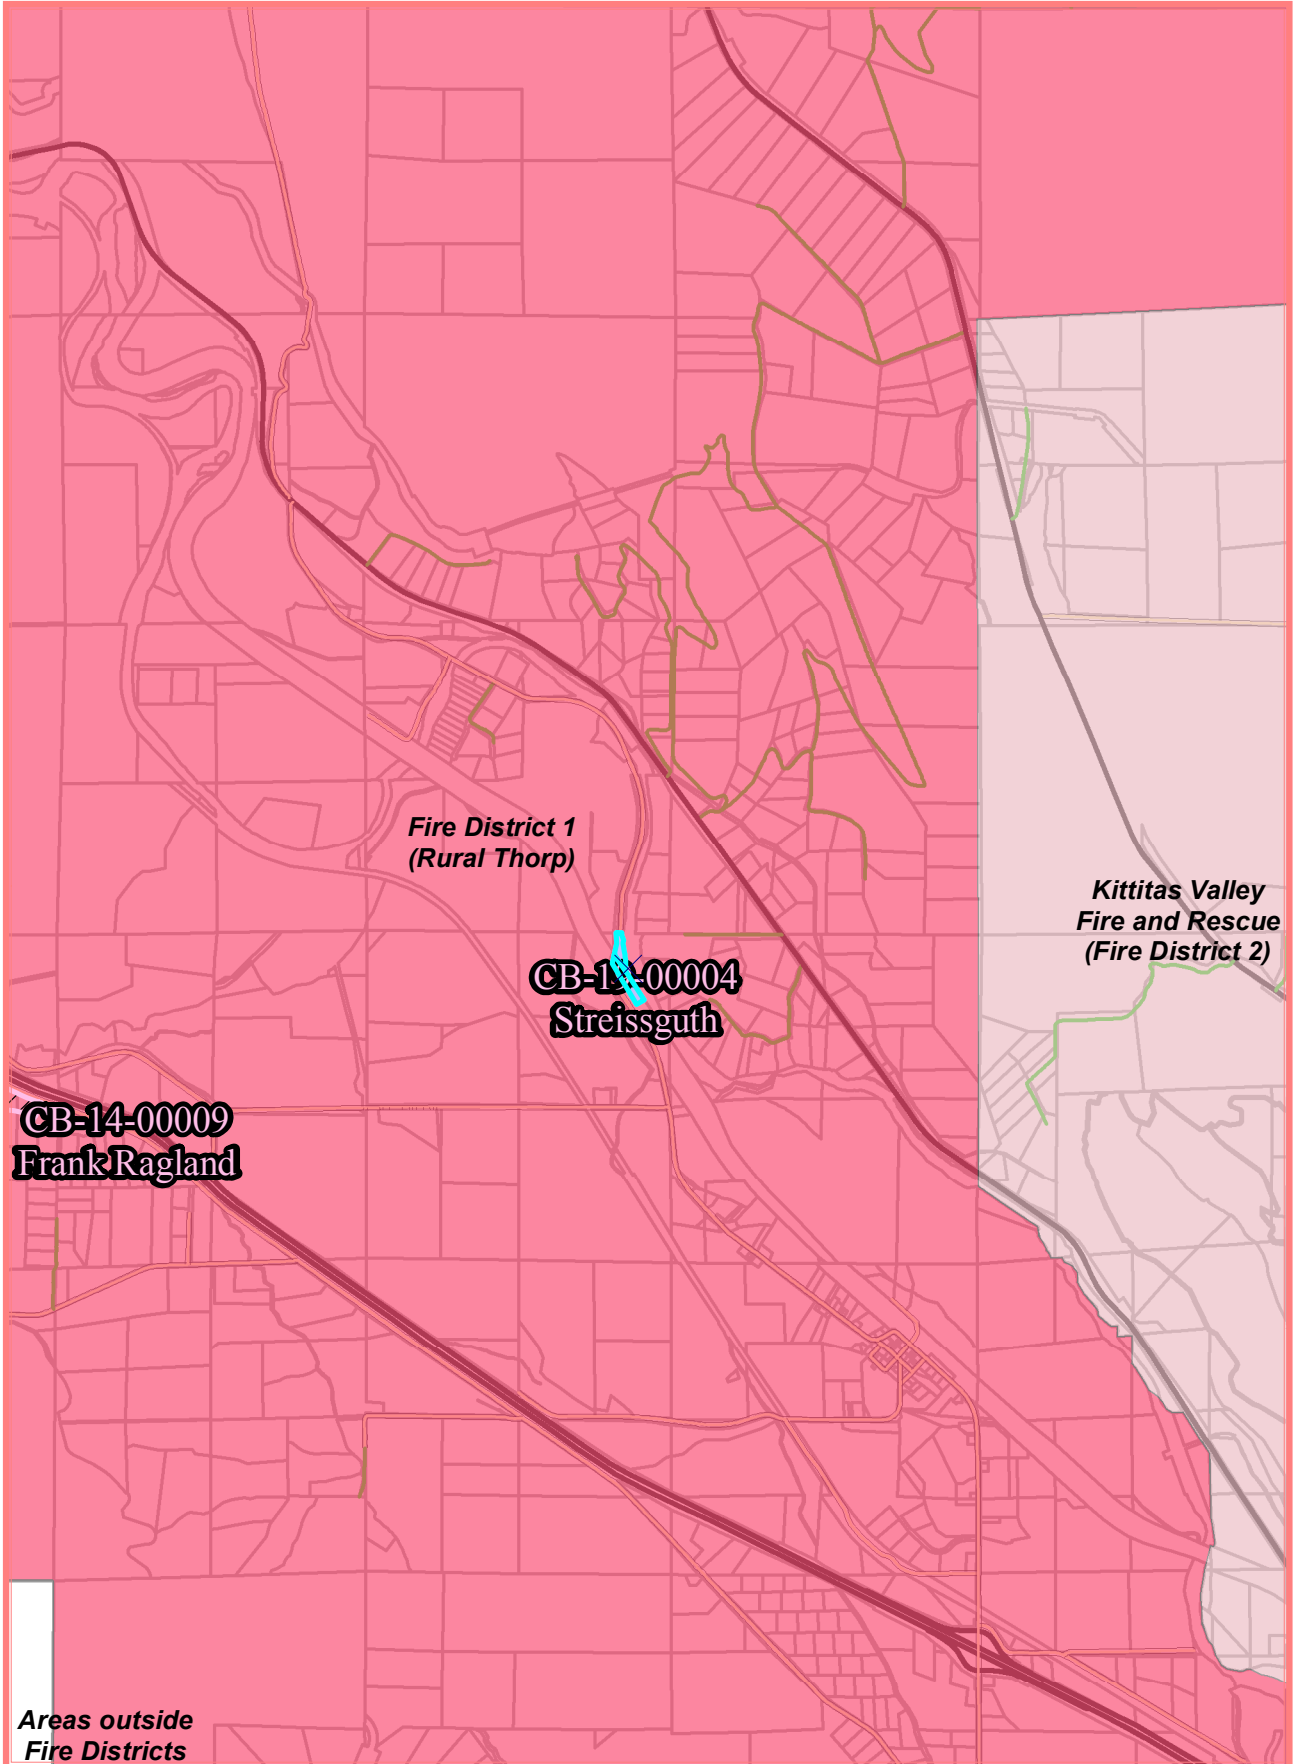 Fire District 1
(Rural Thorp)
Kittitas Valley
Fire and Rescue
(Fire District 2)
Streissguth
CB-14-00009
Frank Ragland
Areas outside
Fire Districts